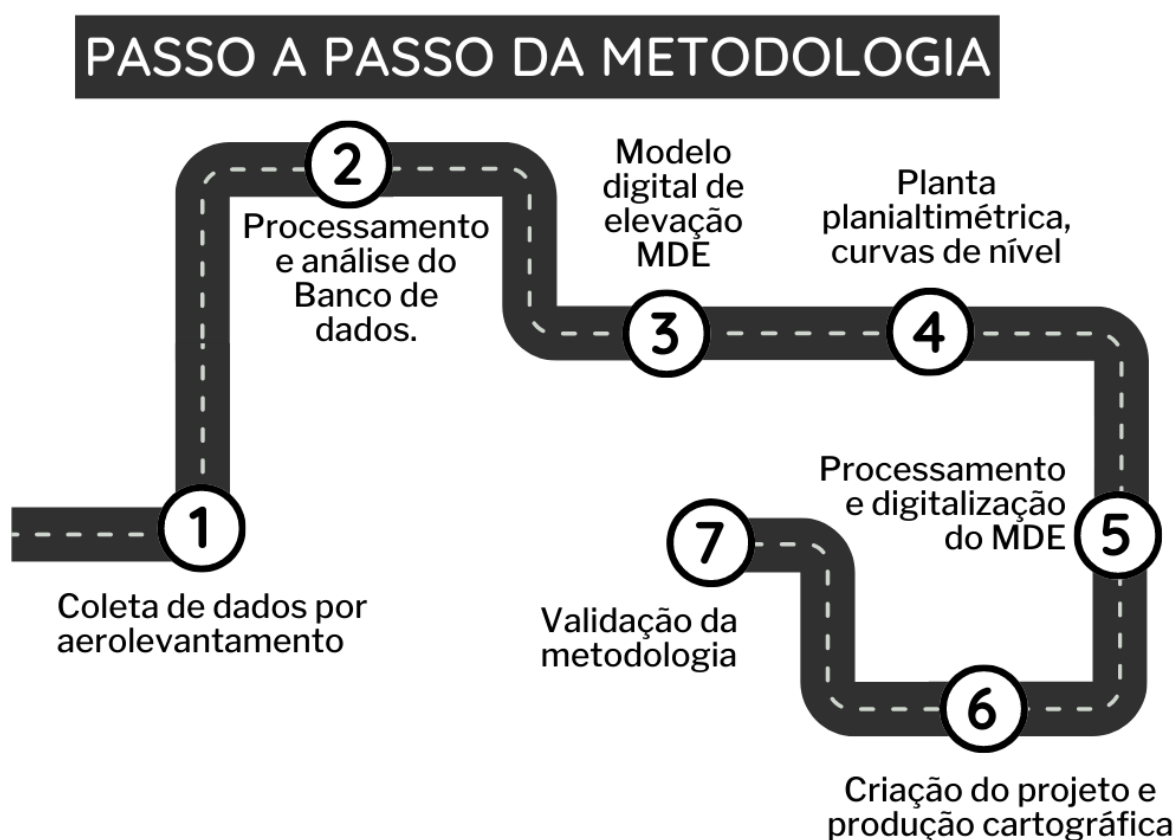 PASSO A PASSO DA METODOLOGIA
1
Coleta de dados por
aerolevantamento
2
Processamento
e análise do
Banco de
dados.
3
Modelo
digital de
elevação
MDE
4
Planta
planialtimétrica,
curvas de nível
5
Processamento
e digitalização
do MDE
6
Criação do projeto e
produção cartográfica
7
Validação da
metodologia